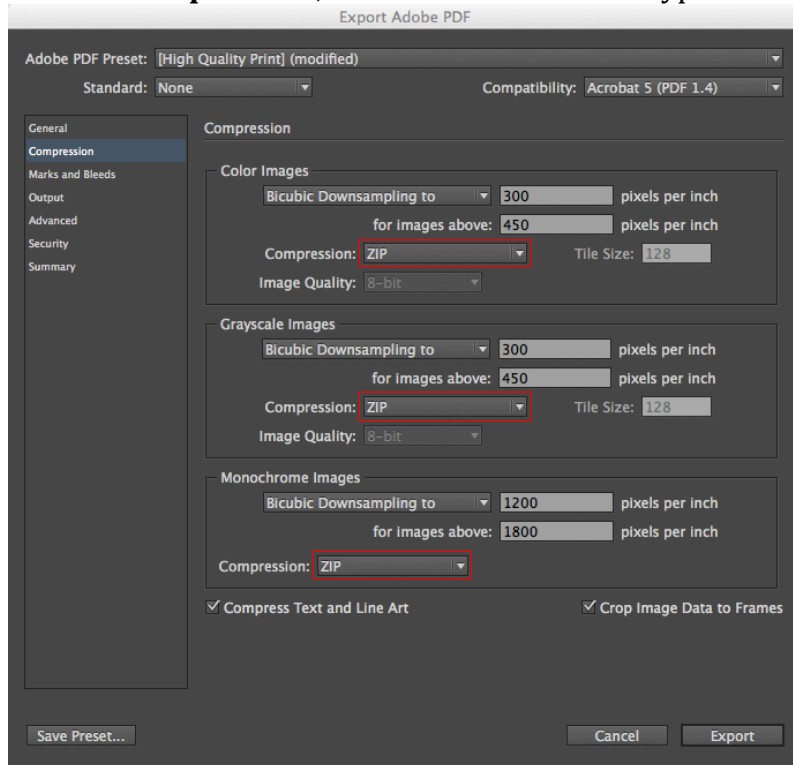 Export Adobe PDF
Adobe PDF Preset: [High Quality Print] (modified)
Standard: None Compatibility: Acrobat 5 (PDF 1.4)
General
Compression
Marks and Bleeds
Output
Advanced
Security
Summary
Compression
Color Images
Bicubic Downsampling to 300 pixels per inch
for images above: 450 pixels per inch
Compression: ZIP Tile Size: 128
Image Quality: 8-bit
Grayscale Images
Bicubic Downsampling to 300 pixels per inch
for images above: 450 pixels per inch
Compression: ZIP Tile Size: 128
Image Quality: 8-bit
Monochrome Images
Bicubic Downsampling to 1200 pixels per inch
for images above: 1800 pixels per inch
Compression: ZIP
Compress Text and Line Art Crop Image Data to Frames
Save Preset... Cancel Export